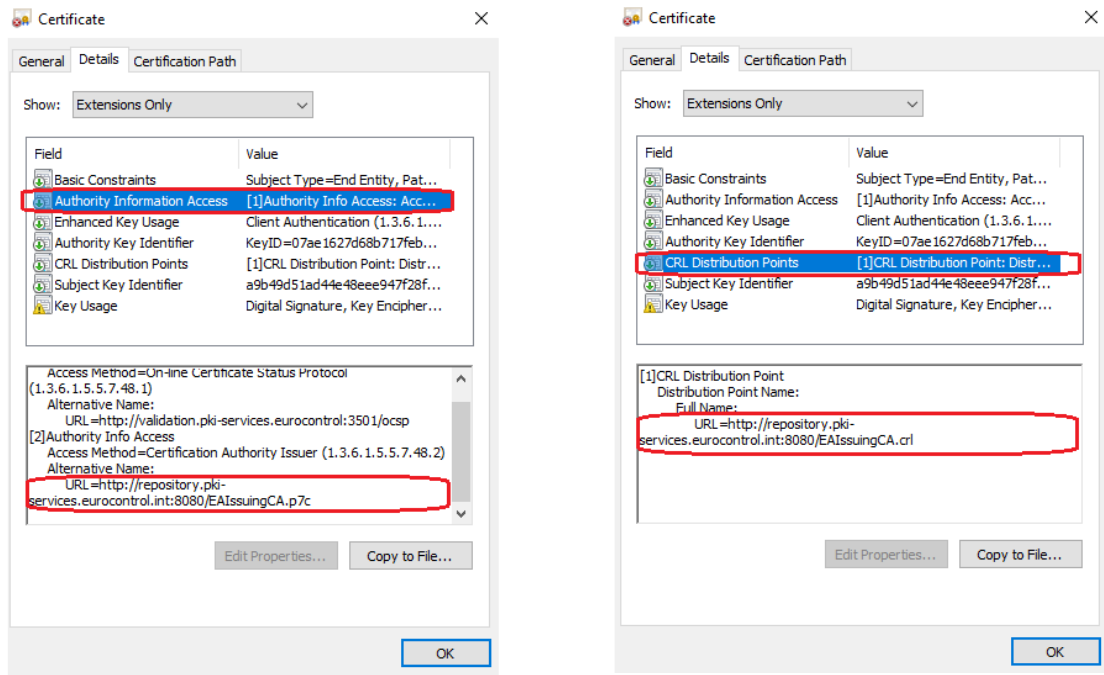 Certificate
General Details Certification Path
Show: Extensions Only
Field Value
Basic Constraints Subject Type=End Entity, Pat...
Authority Information Access [1]Authority Info Access: Acc...
Enhanced Key Usage Client Authentication (1.3.6.1....
Authority Key Identifier KeyID=07ae1627d68b717feb...
CRL Distribution Points [1]CRL Distribution Point: Distr...
Subject Key Identifier a9b49d51ad44e48eee947f28f...
Key Usage Digital Signature, Key Encipher...
Access Method=On-line Certificate Status Protocol
(1.3.6.1.5.5.7.48.1)
Alternative Name:
URL=http://validation.pki-services.eurocontrol:3501/ocsp
[2]Authority Info Access
Access Method=Certification Authority Issuer (1.3.6.1.5.5.7.48.2)
Alternative Name:
URL=http://repository.pki-
services.eurocontrol.int:8080/EAIssuingCA.p7c
Edit Properties... Copy to File...
OK
Certificate
General Details Certification Path
Show: Extensions Only
Field Value
Basic Constraints Subject Type=End Entity, Pat...
Authority Information Access [1]Authority Info Access: Acc...
Enhanced Key Usage Client Authentication (1.3.6.1....
Authority Key Identifier KeyID=07ae1627d68b717feb...
CRL Distribution Points [1]CRL Distribution Point: Distr...
Subject Key Identifier a9b49d51ad44e48eee947f28f...
Key Usage Digital Signature, Key Encipher...
[1]CRL Distribution Point
Distribution Point Name:
Full Name:
URL=http://repository.pki-
services.eurocontrol.int:8080/EAIssuingCA.crl
Edit Properties... Copy to File...
OK